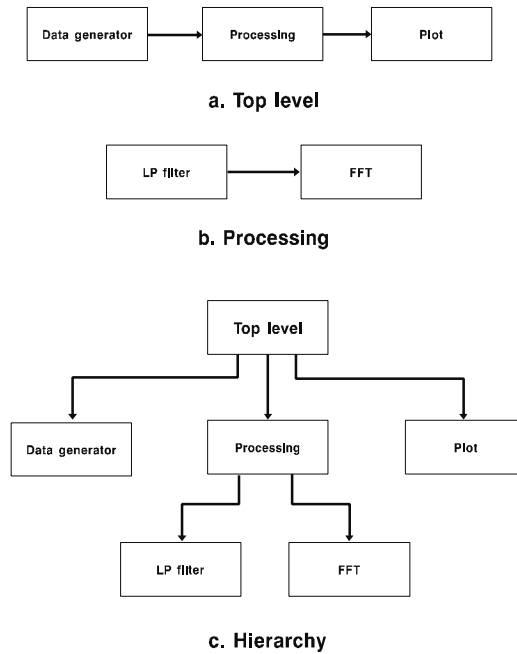 Data generator
Processing
Plot
a. Top level
LP filter
FFT
b. Processing
Top level
Data generator
Processing
Plot
LP filter
FFT
c. Hierarchy